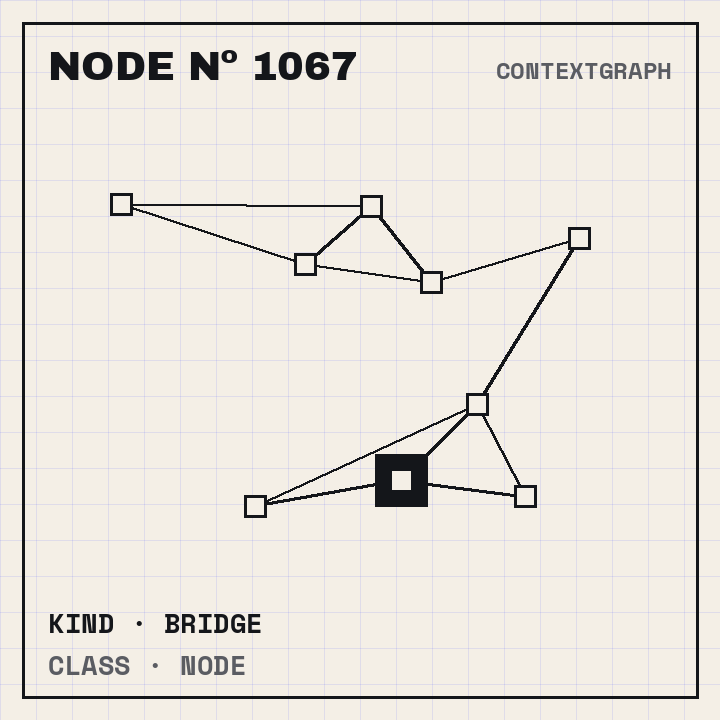 NODE Nº 1067
CONTEXTGRAPH
KIND · BRIDGE
CLASS · NODE